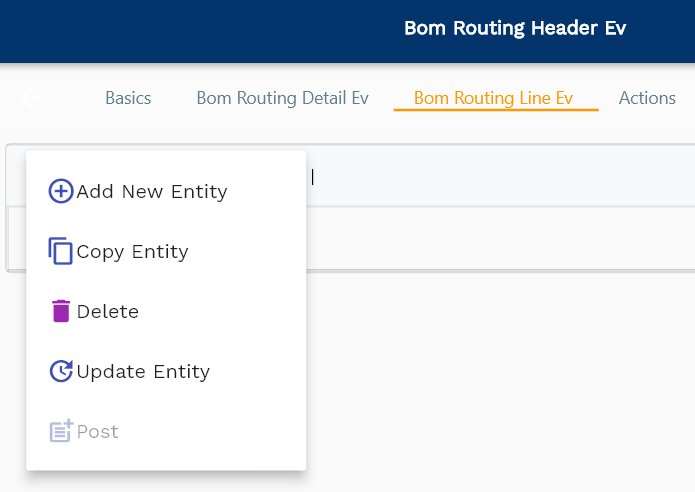 Bom Routing Header Ev
Basics Bom Routing Detail Ev Bom Routing Line Ev Actions
Add New Entity
Copy Entity
Delete
Update Entity
Post